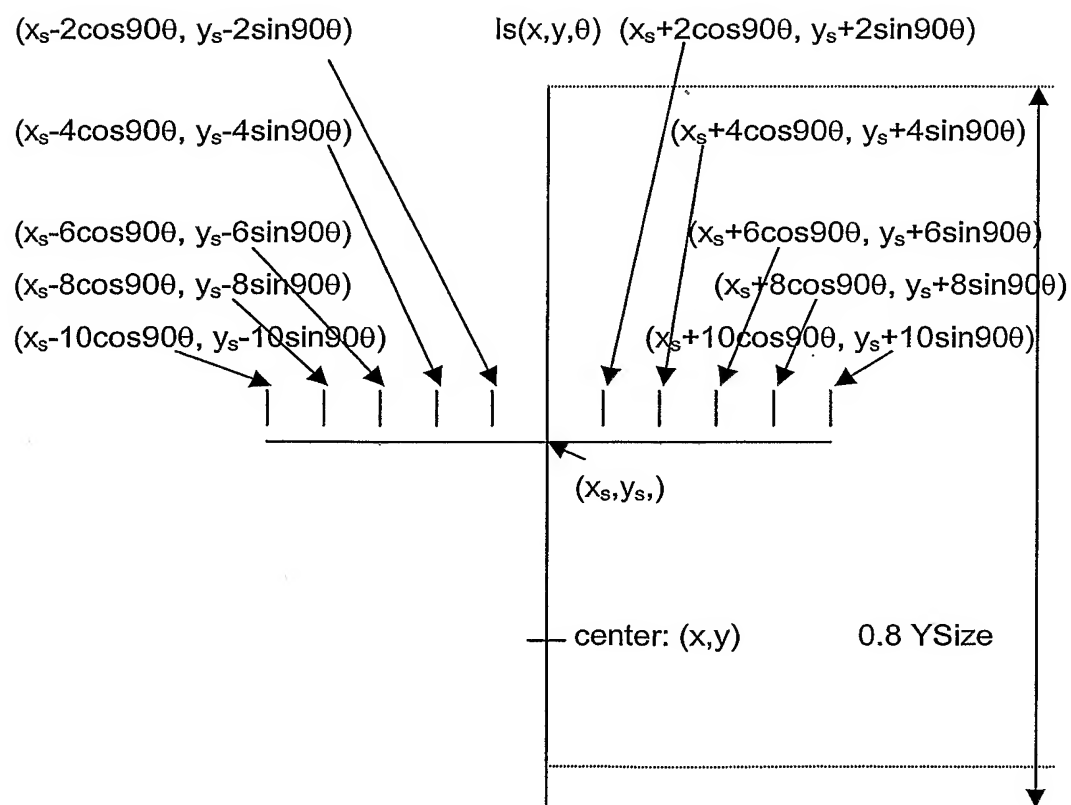 (xₛ-2cos90θ, yₛ-2sin90θ) ls(x,y,θ) (xₛ+2cos90θ, yₛ+2sin90θ)
(xₛ-4cos90θ, yₛ-4sin90θ) (xₛ+4cos90θ, yₛ+4sin90θ)
(xₛ-6cos90θ, yₛ-6sin90θ) (xₛ+6cos90θ, yₛ+6sin90θ)
(xₛ-8cos90θ, yₛ-8sin90θ) (xₛ+8cos90θ, yₛ+8sin90θ)
(xₛ-10cos90θ, yₛ-10sin90θ) (xₛ+10cos90θ, yₛ+10sin90θ)
(xₛ,yₛ,)
center: (x,y) 0.8 YSize